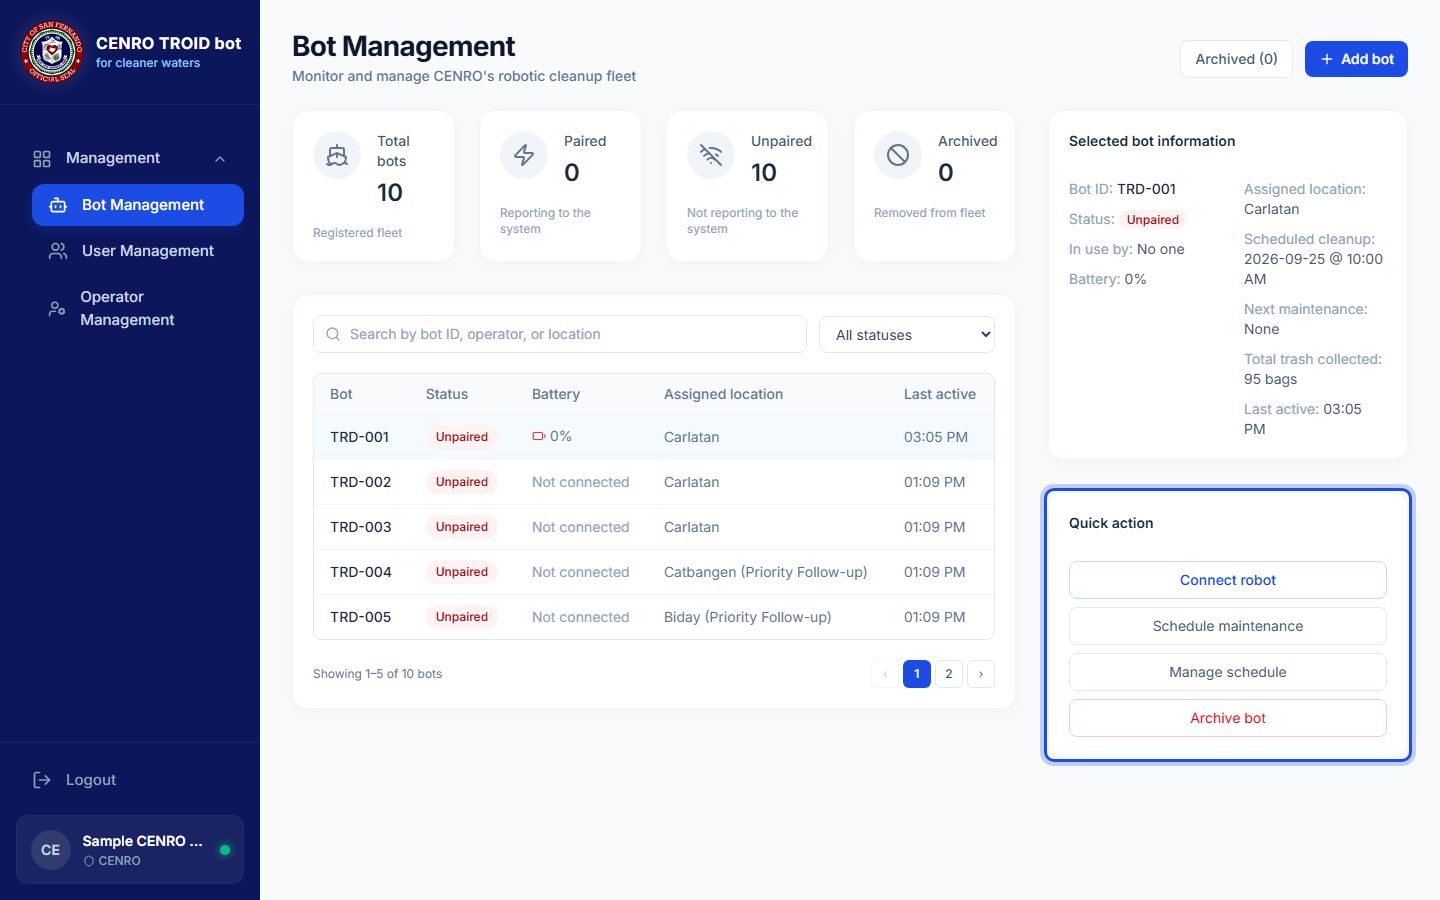 CITY OF SAN FERNANDO
OFFICIAL SEAL
CENRO TROID bot
for cleaner waters
Management
Bot Management
User Management
Operator
Management
Logout
CE
Sample CENRO ...
CENRO
Bot Management
Monitor and manage CENRO's robotic cleanup fleet
Archived (0)
+ Add bot
Total
bots
10
Registered fleet
Paired
0
Reporting to the
system
Unpaired
10
Not reporting to the
system
Archived
0
Removed from fleet
Search by bot ID, operator, or location
All statuses
Bot Status Battery Assigned location Last active
TRD-001 Unpaired 0% Carlatan 03:05 PM
TRD-002 Unpaired Not connected Carlatan 01:09 PM
TRD-003 Unpaired Not connected Carlatan 01:09 PM
TRD-004 Unpaired Not connected Catbangen (Priority Follow-up) 01:09 PM
TRD-005 Unpaired Not connected Biday (Priority Follow-up) 01:09 PM
Showing 1–5 of 10 bots
‹ 1 2 ›
Selected bot information
Bot ID: TRD-001
Status: Unpaired
In use by: No one
Battery: 0%
Assigned location:
Carlatan
Scheduled cleanup:
2026-09-25 @ 10:00
AM
Next maintenance:
None
Total trash collected:
95 bags
Last active: 03:05
PM
Quick action
Connect robot
Schedule maintenance
Manage schedule
Archive bot